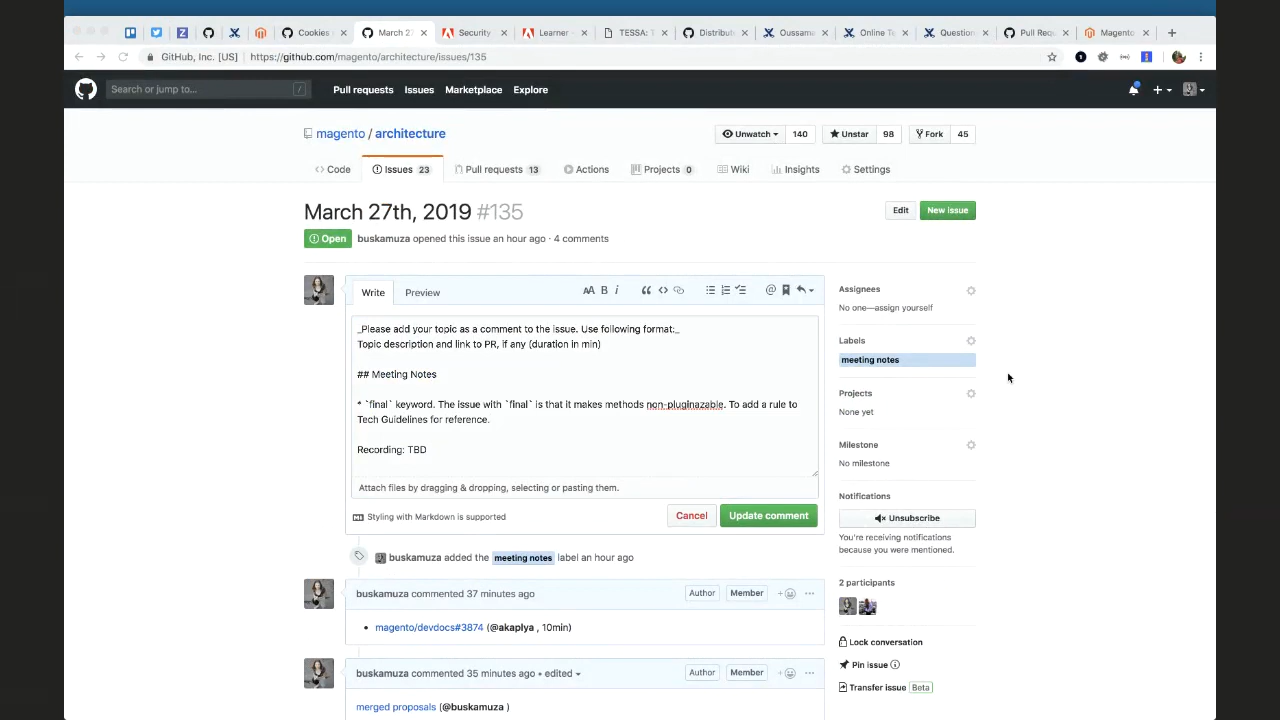 Cookies
March 27
Security
Learner -
TESSA: T
Distribut
Oussam
Online Te
Question
Pull Requ
Magento
GitHub, Inc. [US]
https://github.com/magento/architecture/issues/135
Search or jump to...
/
Pull requests
Issues
Marketplace
Explore
magento / architecture
Unwatch
140
Unstar
98
Fork
45
Code
Issues 23
Pull requests 13
Actions
Projects 0
Wiki
Insights
Settings
March 27th, 2019 #135
Edit
New issue
Open
buskamuza opened this issue an hour ago · 4 comments
Write
Preview
AA B i
_Please add your topic as a comment to the issue. Use following format:_
Topic description and link to PR, if any (duration in min)
## Meeting Notes
* `final` keyword. The issue with `final` is that it makes methods non-pluginazable. To add a rule to
Tech Guidelines for reference.
Recording: TBD
Attach files by dragging & dropping, selecting or pasting them.
Styling with Markdown is supported
Cancel
Update comment
buskamuza added the meeting notes label an hour ago
buskamuza commented 37 minutes ago
Author
Member
• magento/devdocs#3874 (@akaplya , 10min)
buskamuza commented 35 minutes ago • edited
Author
Member
merged proposals (@buskamuza )
Assignees
No one—assign yourself
Labels
meeting notes
Projects
None yet
Milestone
No milestone
Notifications
Unsubscribe
You're receiving notifications
because you were mentioned.
2 participants
Lock conversation
Pin issue
Transfer issue Beta